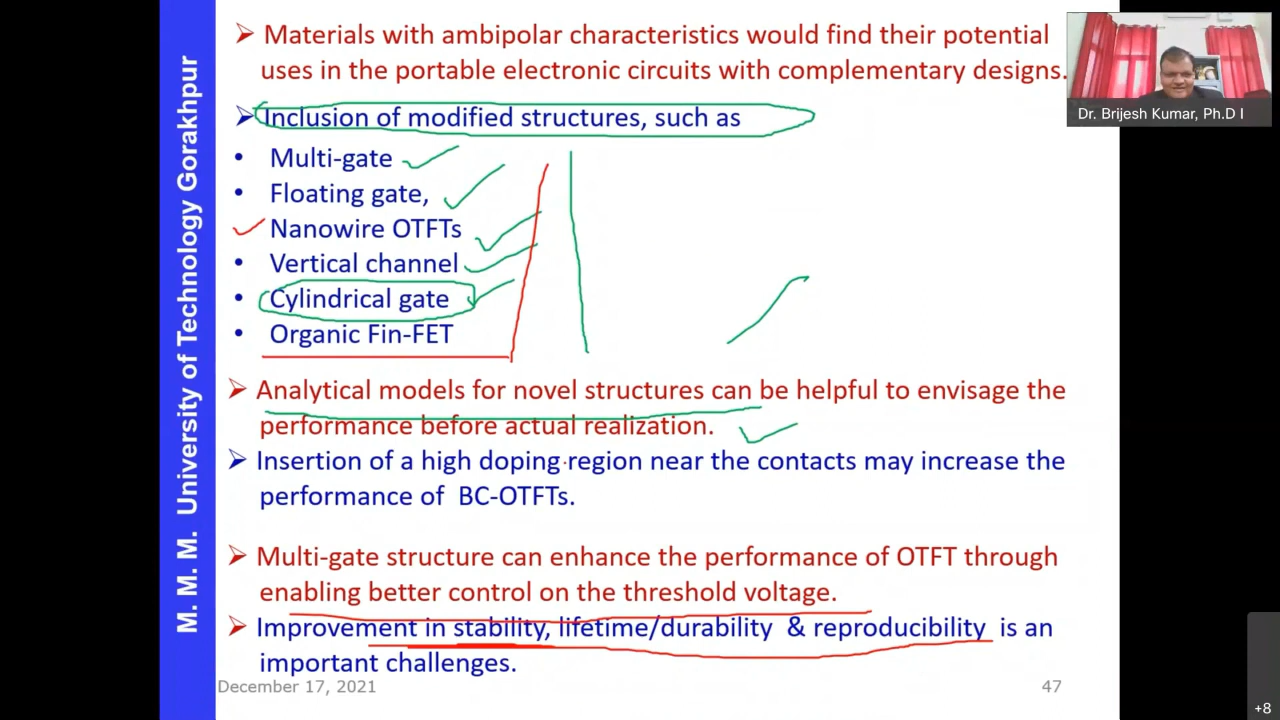 M. M. M. University of Technology Gorakhpur
➢ Materials with ambipolar characteristics would find their potential
uses in the portable electronic circuits with complementary designs.
➢ Inclusion of modified structures, such as
• Multi-gate
• Floating gate,
• Nanowire OTFTs
• Vertical channel
• Cylindrical gate
• Organic Fin-FET
➢ Analytical models for novel structures can be helpful to envisage the
performance before actual realization.
➢ Insertion of a high doping region near the contacts may increase the
performance of BC-OTFTs.
➢ Multi-gate structure can enhance the performance of OTFT through
enabling better control on the threshold voltage.
➢ Improvement in stability, lifetime/durability & reproducibility is an
important challenges.
December 17, 2021
47
Dr. Brijesh Kumar, Ph.D I
+8